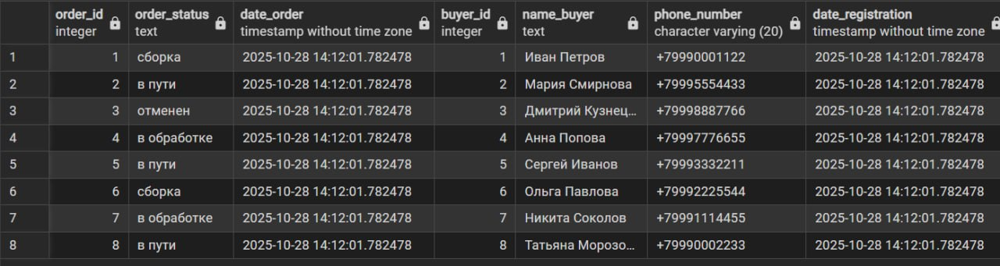 order_id order_status date_order buyer_id name_buyer phone_number date_registration
integer text timestamp without time zone integer text character varying (20) timestamp without time zone
1 1 сборка 2025-10-28 14:12:01.782478 1 Иван Петров +79990001122 2025-10-28 14:12:01.782478
2 2 в пути 2025-10-28 14:12:01.782478 2 Мария Смирнова +79995554433 2025-10-28 14:12:01.782478
3 3 отменен 2025-10-28 14:12:01.782478 3 Дмитрий Кузнец... +79998887766 2025-10-28 14:12:01.782478
4 4 в обработке 2025-10-28 14:12:01.782478 4 Анна Попова +79997776655 2025-10-28 14:12:01.782478
5 5 в пути 2025-10-28 14:12:01.782478 5 Сергей Иванов +79993332211 2025-10-28 14:12:01.782478
6 6 сборка 2025-10-28 14:12:01.782478 6 Ольга Павлова +79992225544 2025-10-28 14:12:01.782478
7 7 в обработке 2025-10-28 14:12:01.782478 7 Никита Соколов +79991114455 2025-10-28 14:12:01.782478
8 8 в пути 2025-10-28 14:12:01.782478 8 Татьяна Морозо... +79990002233 2025-10-28 14:12:01.782478